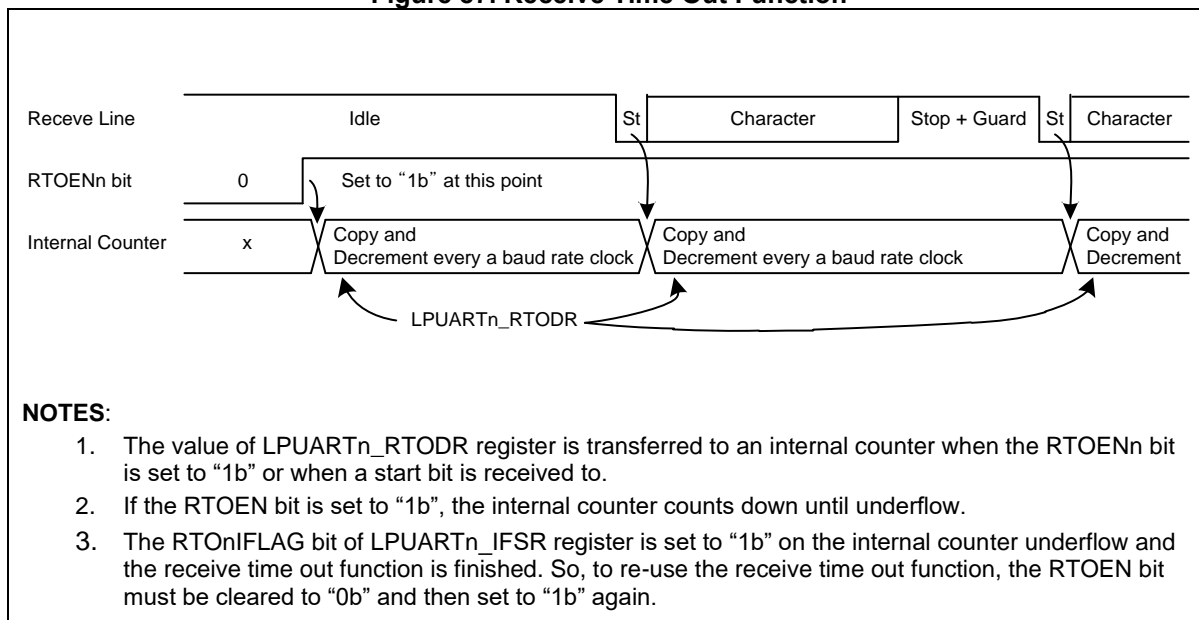 Receve Line
Idle
St
Character
Stop + Guard
St
Character
RTOENn bit
0
Set to “1b” at this point
Internal Counter
x
Copy and
Decrement every a baud rate clock
Copy and
Decrement every a baud rate clock
Copy and
Decrement
LPUARTn_RTODR
NOTES:
1. The value of LPUARTn_RTODR register is transferred to an internal counter when the RTOENn bit
is set to “1b” or when a start bit is received to.
2. If the RTOEN bit is set to “1b”, the internal counter counts down until underflow.
3. The RTOnIFLAG bit of LPUARTn_IFSR register is set to “1b” on the internal counter underflow and
the receive time out function is finished. So, to re-use the receive time out function, the RTOEN bit
must be cleared to “0b” and then set to “1b” again.